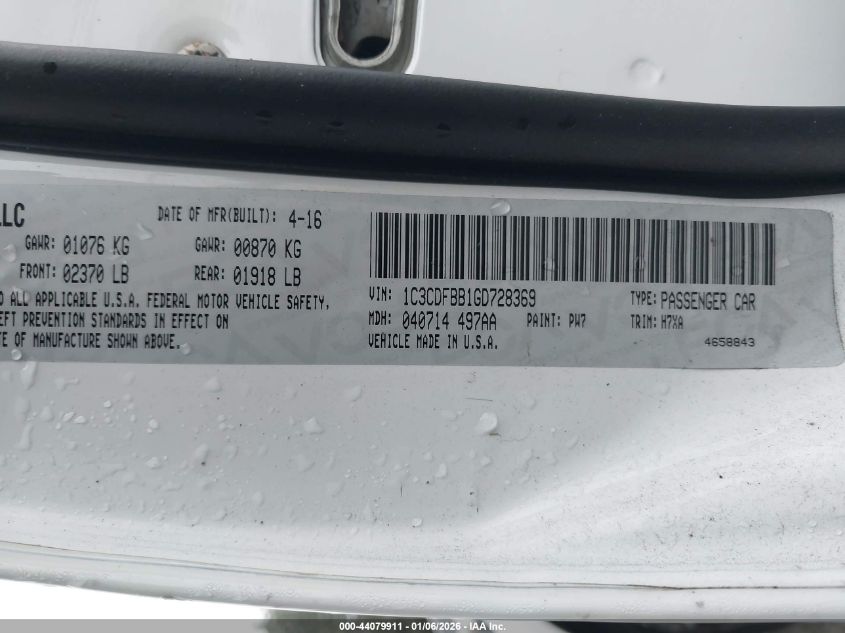 LLC
DATE OF MFR(BUILT): 4-16
GAWR: 01076 KG GAWR: 00870 KG
FRONT: 02370 LB REAR: 01918 LB
ALL APPLICABLE U.S.A. FEDERAL MOTOR VEHICLE SAFETY,
PREVENTION STANDARDS IN EFFECT ON
OF MANUFACTURE SHOWN ABOVE.
VIN: 1C3CDFBB1GD728369 TYPE: PASSENGER CAR
MDH: 040714 497AA PAINT: PW7 TRIM: H7XA
VEHICLE MADE IN U.S.A. 4658843
000-44079911 - 01/06/2026 - © IAA Holdings, LLC